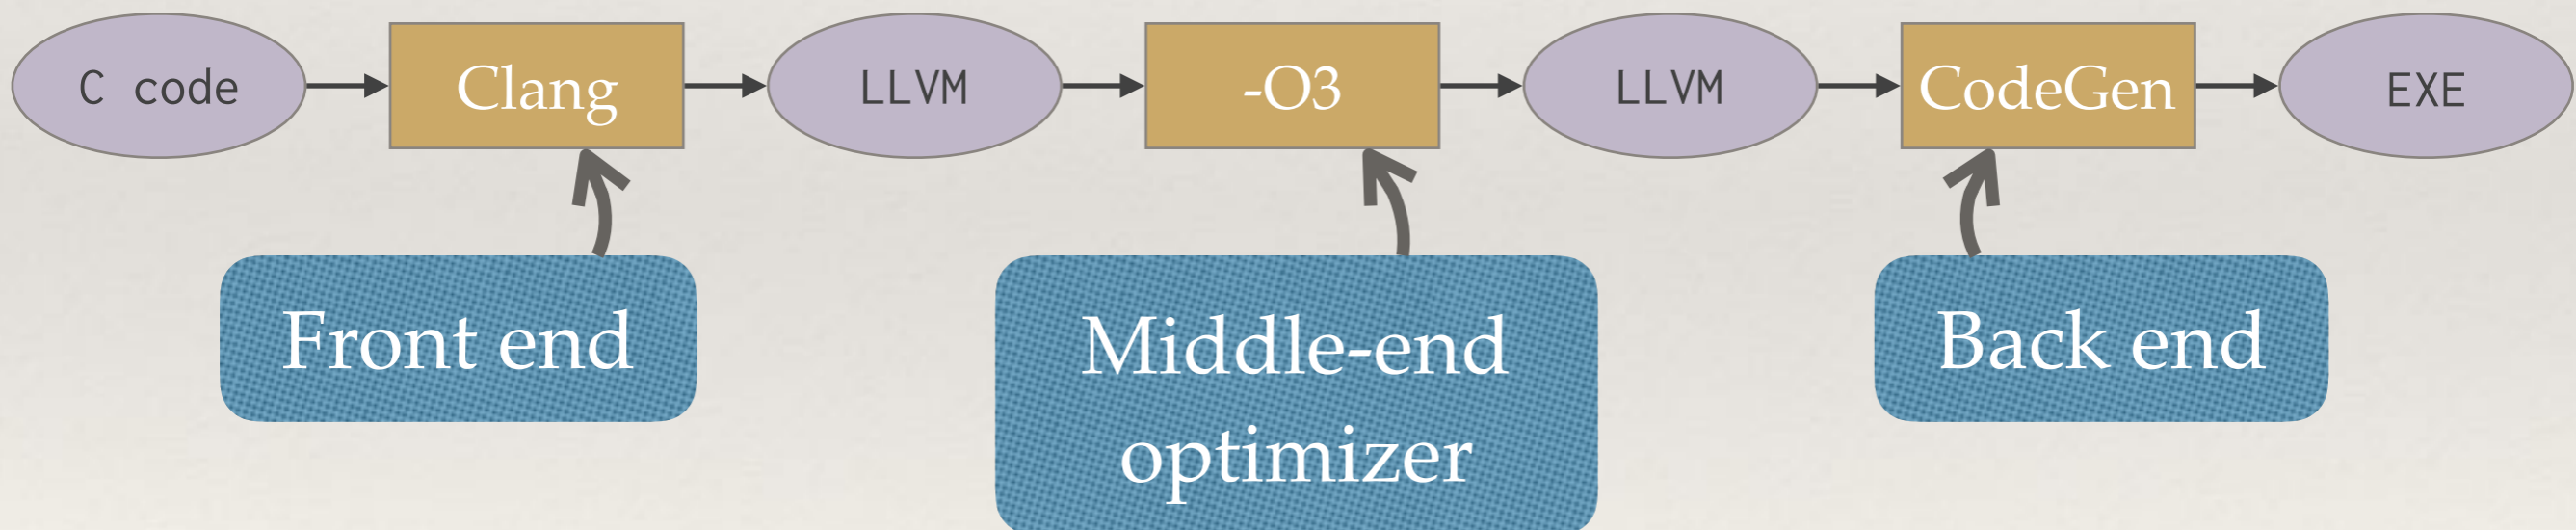 C code
Clang
LLVM
-O3
LLVM
CodeGen
EXE
Front end
Middle-end
optimizer
Back end